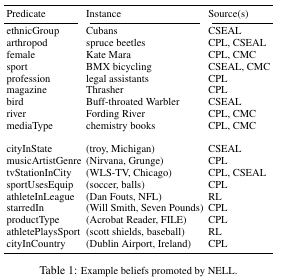 Predicate Instance Source(s)
ethnicGroup Cubans CSEAL
arthropod spruce beetles CPL, CSEAL
female Kate Mara CPL, CMC
sport BMX bicycling CSEAL, CMC
profession legal assistants CPL
magazine Thrasher CPL
bird Buff-throated Warbler CSEAL
river Fording River CPL, CMC
mediaType chemistry books CPL, CMC
cityInState (troy, Michigan) CSEAL
musicArtistGenre (Nirvana, Grunge) CPL
tvStationInCity (WLS-TV, Chicago) CPL, CSEAL
sportUsesEquip (soccer, balls) CPL
athleteInLeague (Dan Fouts, NFL) RL
starredIn (Will Smith, Seven Pounds) CPL
productType (Acrobat Reader, FILE) CPL
athletePlaysSport (scott shields, baseball) RL
cityInCountry (Dublin Airport, Ireland) CPL
Table 1: Example beliefs promoted by NELL.